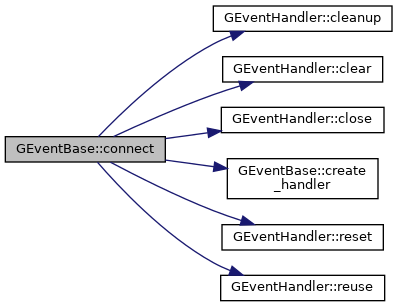 GEventHandler::cleanup
GEventHandler::clear
GEventHandler::close
GEventBase::connect
GEventBase::create
_handler
GEventHandler::reset
GEventHandler::reuse